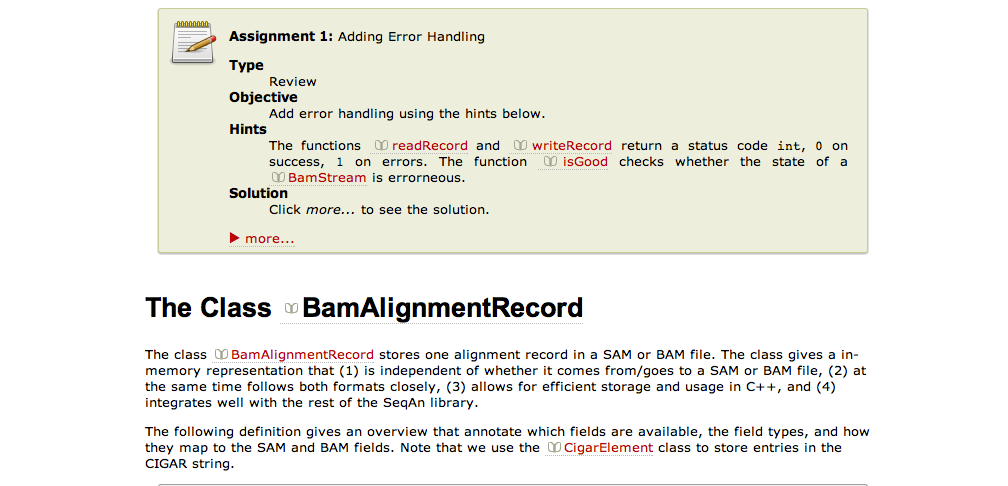 Assignment 1: Adding Error Handling
Type
Review
Objective
Add error handling using the hints below.
Hints
The functions readRecord and writeRecord return a status code int, 0 on
success, 1 on errors. The function isGood checks whether the state of a
BamStream is errorneous.
Solution
Click more... to see the solution.
more...
The Class BamAlignmentRecord
The class BamAlignmentRecord stores one alignment record in a SAM or BAM file. The class gives a in-
memory representation that (1) is independent of whether it comes from/goes to a SAM or BAM file, (2) at
the same time follows both formats closely, (3) allows for efficient storage and usage in C++, and (4)
integrates well with the rest of the SeqAn library.
The following definition gives an overview that annotate which fields are available, the field types, and how
they map to the SAM and BAM fields. Note that we use the CigarElement class to store entries in the
CIGAR string.